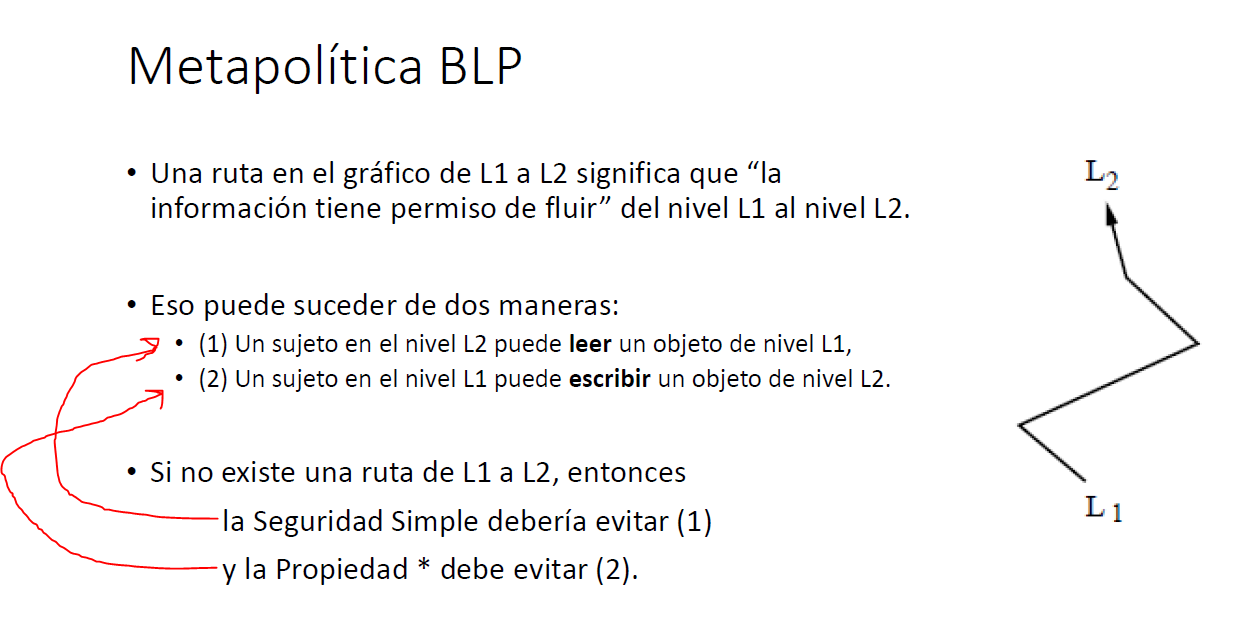 Metapolítica BLP
• Una ruta en el gráfico de L1 a L2 significa que “la
información tiene permiso de fluir” del nivel L1 al nivel L2.
• Eso puede suceder de dos maneras:
• (1) Un sujeto en el nivel L2 puede leer un objeto de nivel L1,
• (2) Un sujeto en el nivel L1 puede escribir un objeto de nivel L2.
• Si no existe una ruta de L1 a L2, entonces
la Seguridad Simple debería evitar (1)
y la Propiedad * debe evitar (2).
L2
L1